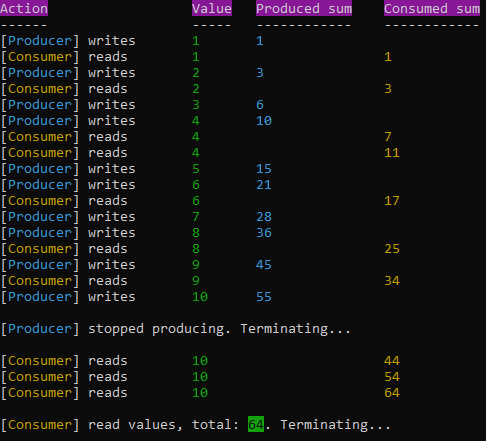 Action Value Produced sum Consumed sum
------ ----- ------------ ------------
[Producer] writes 1 1
[Consumer] reads 1 1
[Producer] writes 2 3
[Consumer] reads 2 3
[Producer] writes 3 6
[Producer] writes 4 10
[Consumer] reads 4 7
[Consumer] reads 4 11
[Producer] writes 5 15
[Producer] writes 6 21
[Consumer] reads 6 17
[Producer] writes 7 28
[Producer] writes 8 36
[Consumer] reads 8 25
[Producer] writes 9 45
[Consumer] reads 9 34
[Producer] writes 10 55
[Producer] stopped producing. Terminating...
[Consumer] reads 10 44
[Consumer] reads 10 54
[Consumer] reads 10 64
[Consumer] read values, total: 64. Terminating...